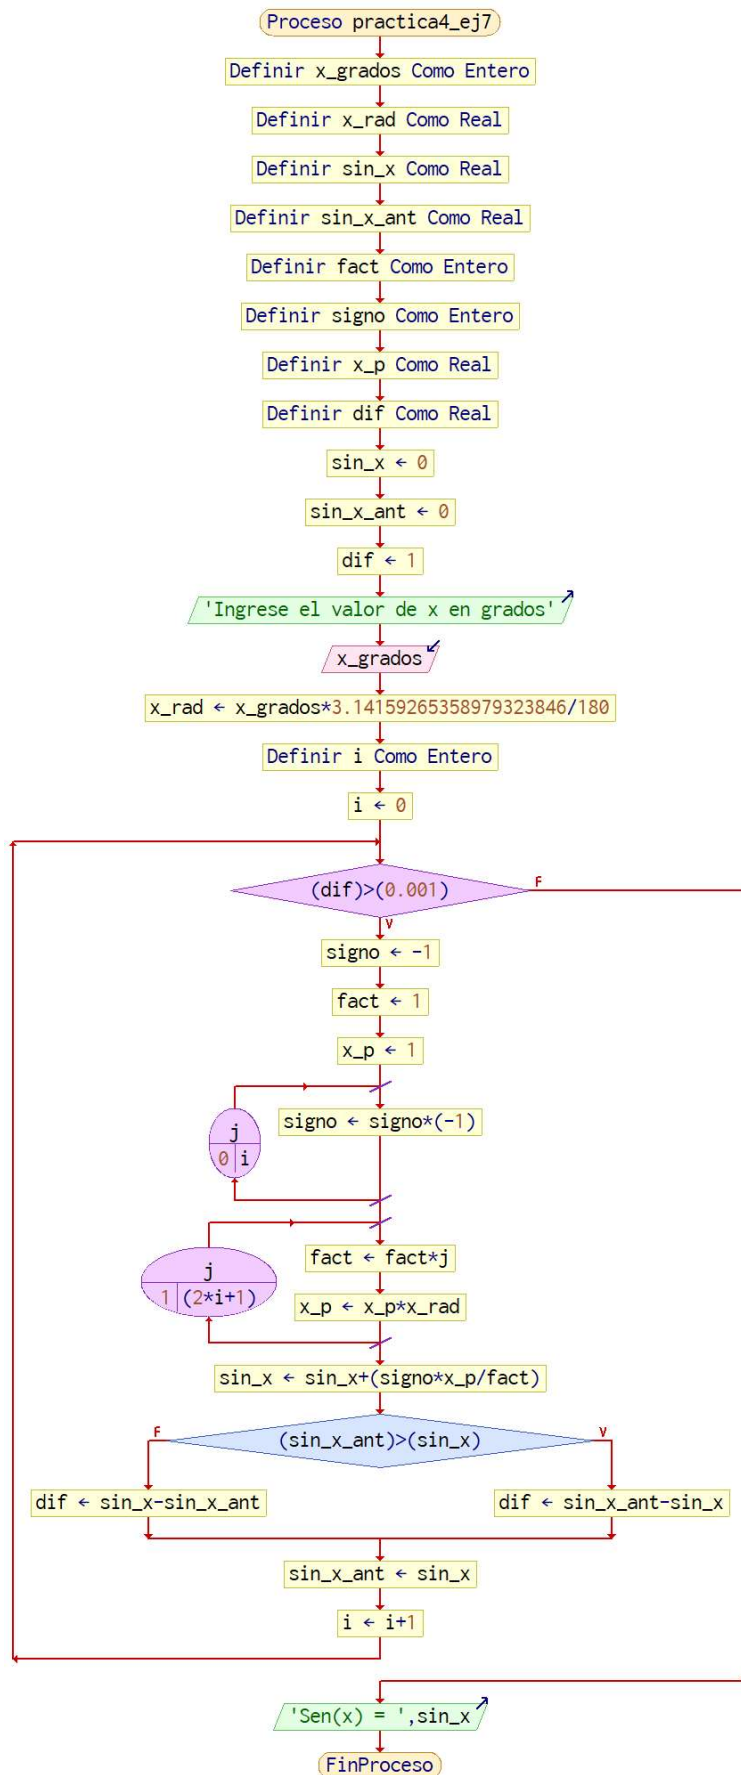 Proceso practica4_ej7
Definir x_grados Como Entero
Definir x_rad Como Real
Definir sin_x Como Real
Definir sin_x_ant Como Real
Definir fact Como Entero
Definir signo Como Entero
Definir x_p Como Real
Definir dif Como Real
sin_x ← 0
sin_x_ant ← 0
dif ← 1
'Ingrese el valor de x en grados'
x_grados
x_rad ← x_grados*3.14159265358979323846/180
Definir i Como Entero
i ← 0
(dif)>(0.001)
F
V
signo ← -1
fact ← 1
x_p ← 1
signo ← signo*(-1)
j
0 i
fact ← fact*j
j
1 (2*i+1)
x_p ← x_p*x_rad
sin_x ← sin_x+(signo*x_p/fact)
F
(sin_x_ant)>(sin_x)
V
dif ← sin_x-sin_x_ant
dif ← sin_x_ant-sin_x
sin_x_ant ← sin_x
i ← i+1
'Sen(x) = ',sin_x
FinProceso